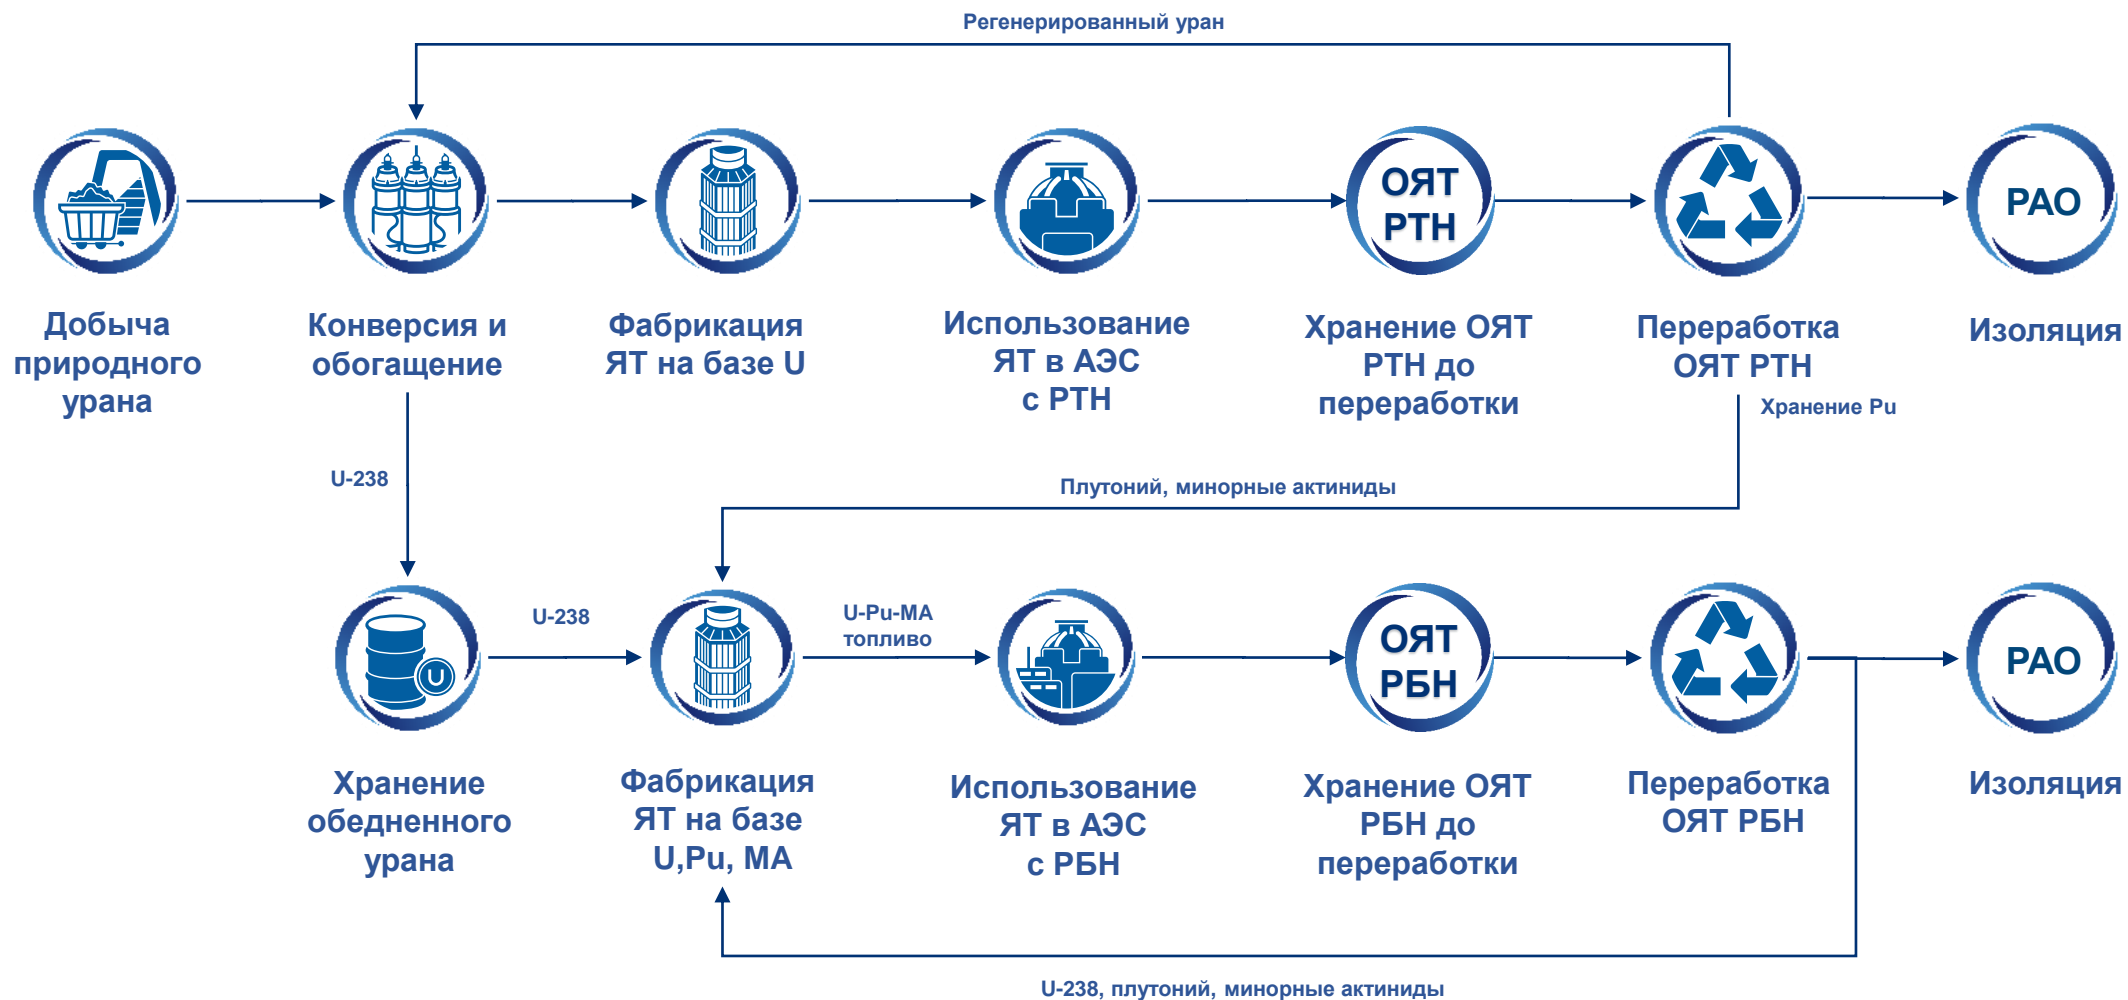 Регенерированный уран
ОЯТ
РТН
РАО
Добыча
природного
урана
Конверсия и
обогащение
Фабрикация
ЯТ на базе U
Использование
ЯТ в АЭС
с РТН
Хранение ОЯТ
РТН до
переработки
Переработка
ОЯТ РТН
Изоляция
Хранение Pu
U-238
Плутоний, минорные актиниды
U-238
U-Pu-MA
топливо
U
ОЯТ
РБН
РАО
Хранение
обедненного
урана
Фабрикация
ЯТ на базе
U,Pu, МА
Использование
ЯТ в АЭС
с РБН
Хранение ОЯТ
РБН до
переработки
Переработка
ОЯТ РБН
Изоляция
U-238, плутоний, минорные актиниды